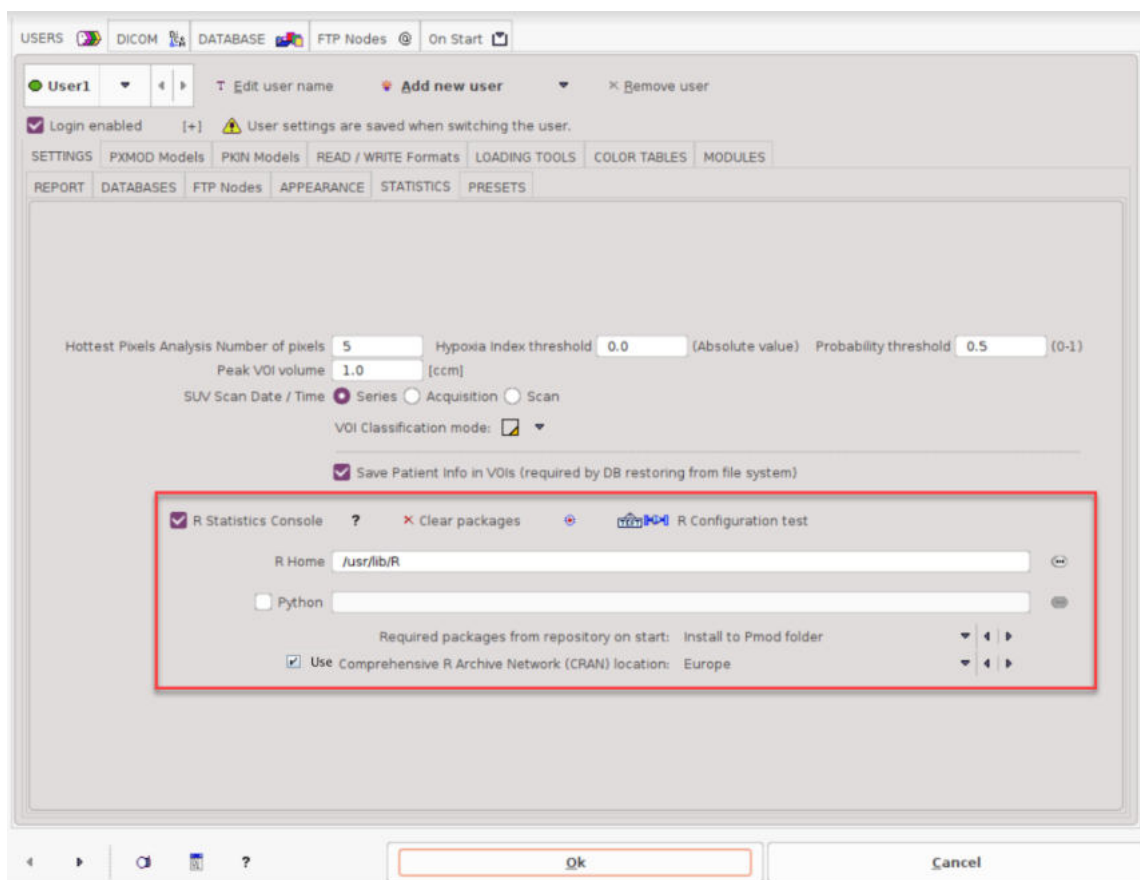 USERS DICOM DATABASE FTP Nodes @ On Start
User1 T Edit user name Add new user Remove user
Login enabled [+] User settings are saved when switching the user.
SETTINGS PXMOD Models PKIN Models READ / WRITE Formats LOADING TOOLS COLOR TABLES MODULES
REPORT DATABASES FTP Nodes APPEARANCE STATISTICS PRESETS
Hottest Pixels Analysis Number of pixels 5 Hypoxia Index threshold 0.0 (Absolute value) Probability threshold 0.5 (0-1)
Peak VOI volume 1.0 [ccm]
SUV Scan Date / Time Series Acquisition Scan
VOI Classification mode:
Save Patient Info in VOIs (required by DB restoring from file system)
R Statistics Console ? Clear packages TEST R Configuration test
R Home /usr/lib/R
Python
Required packages from repository on start: Install to Pmod folder
Use Comprehensive R Archive Network (CRAN) location: Europe
? Ok Cancel